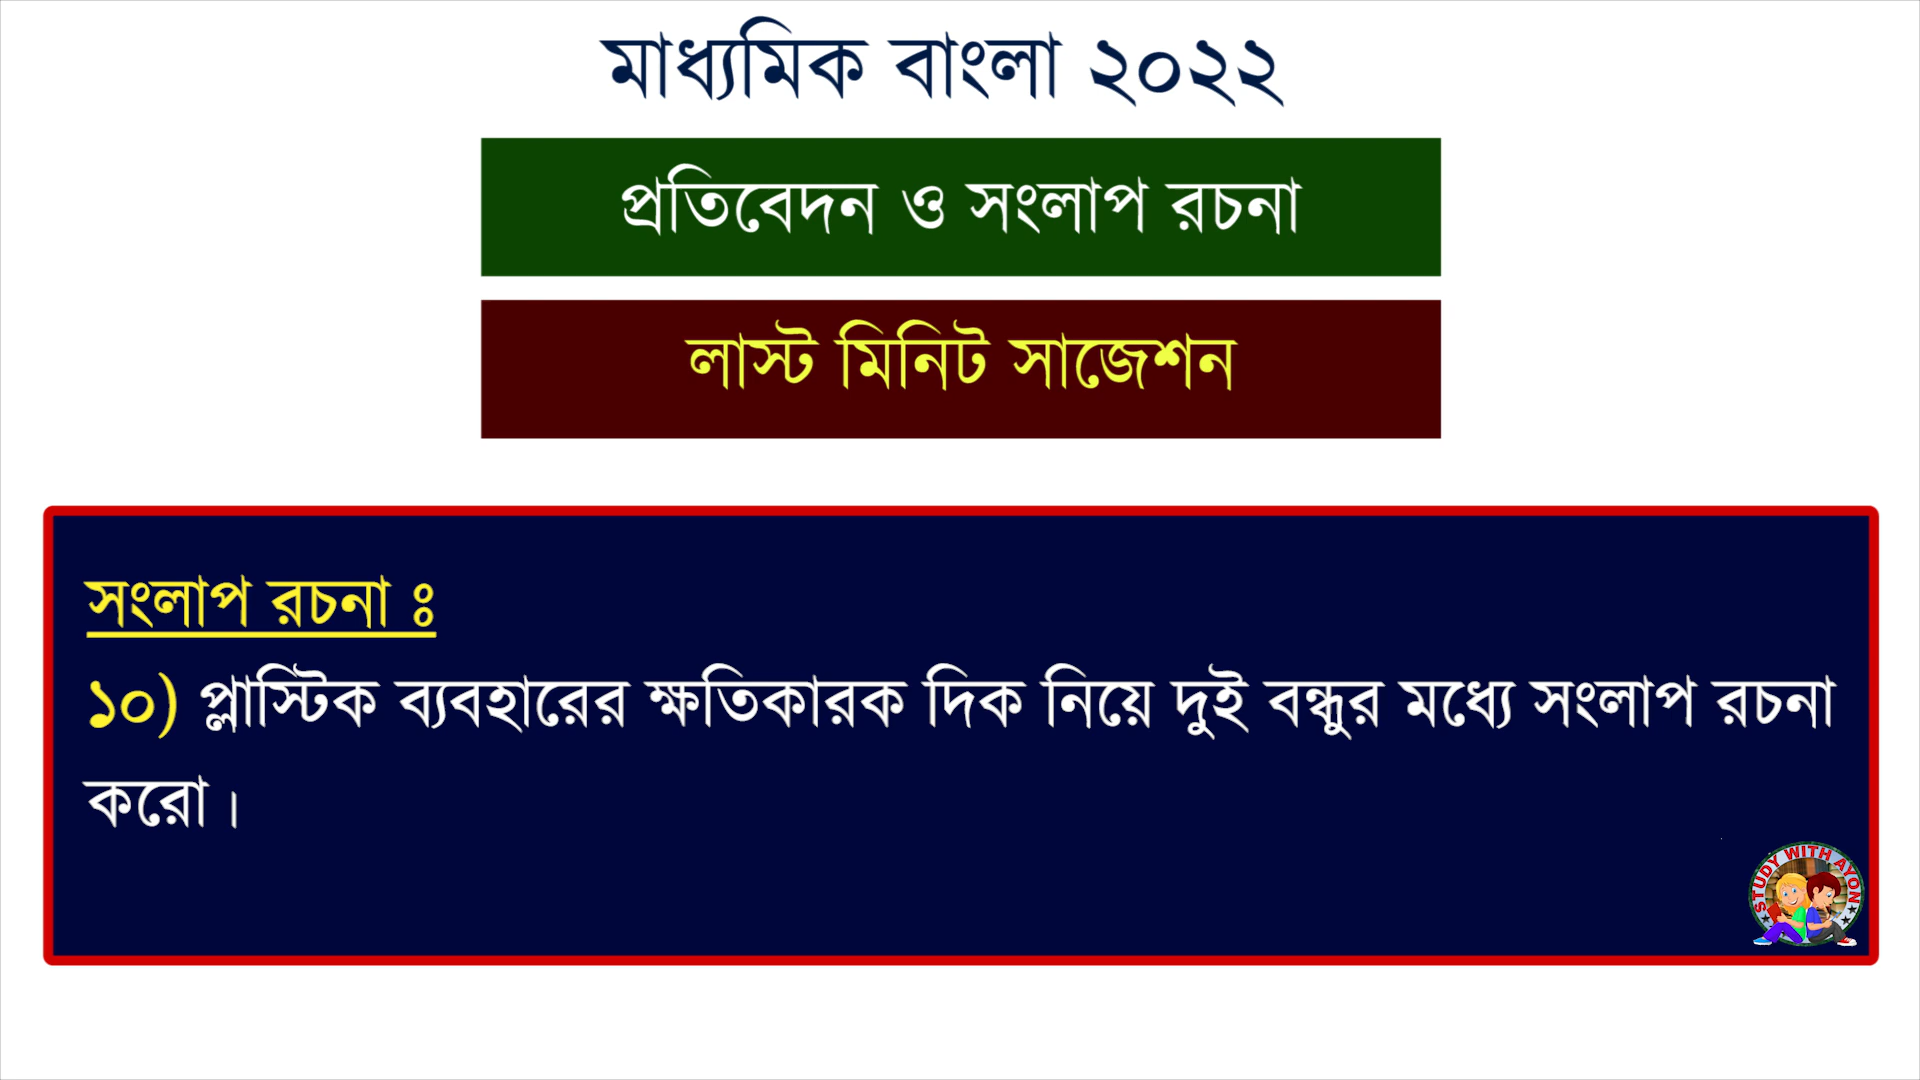 মাধ্যমিক বাংলা ২০২২
প্রতিবেদন ও সংলাপ রচনা
লাস্ট মিনিট সাজেশন
সংলাপ রচনা ঃ
১০) প্লাস্টিক ব্যবহারের ক্ষতিকারক দিক নিয়ে দুই বন্ধুর মধ্যে সংলাপ রচনা
করো।
STUDY WITH AYON